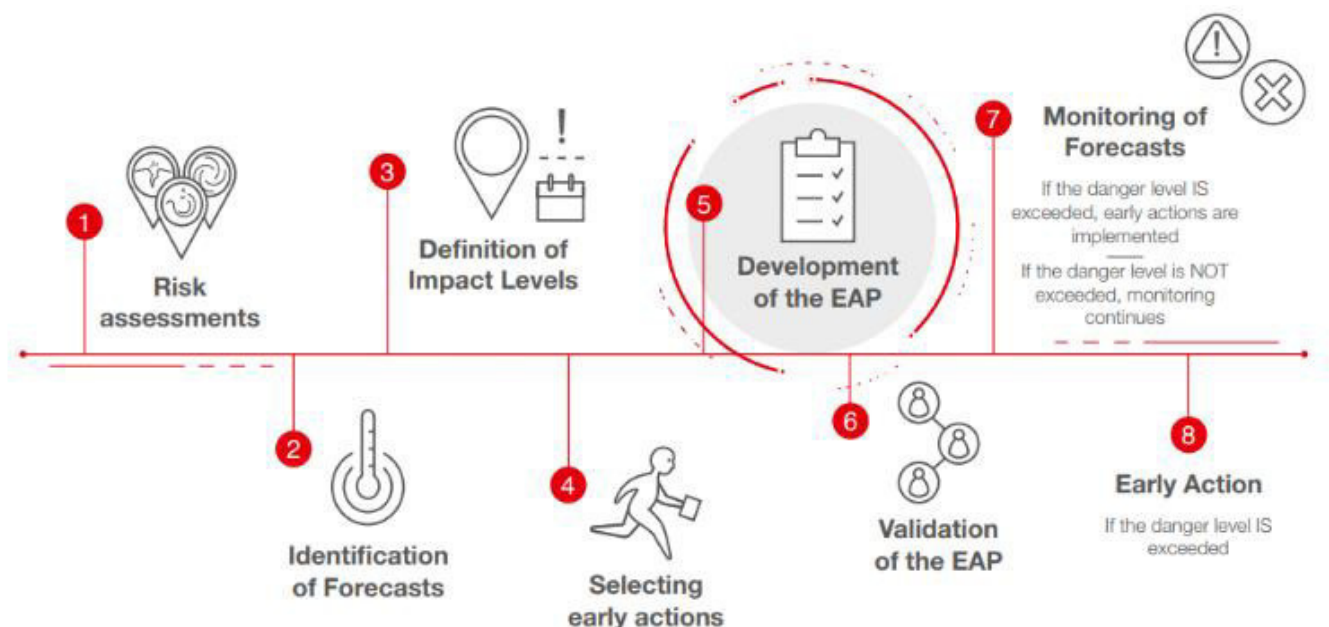 1
Risk
assessments
2
Identification
of Forecasts
3
Definition of
Impact Levels
4
Selecting
early actions
5
Development
of the EAP
6
Validation
of the EAP
7
Monitoring of
Forecasts
If the danger level IS
exceeded, early actions are
implemented
If the danger level is NOT
exceeded, monitoring
continues
8
Early Action
If the danger level IS
exceeded